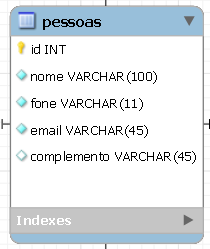 pessoas
id INT
nome VARCHAR(100)
fone VARCHAR(11)
email VARCHAR(45)
complemento VARCHAR(45)
Indexes